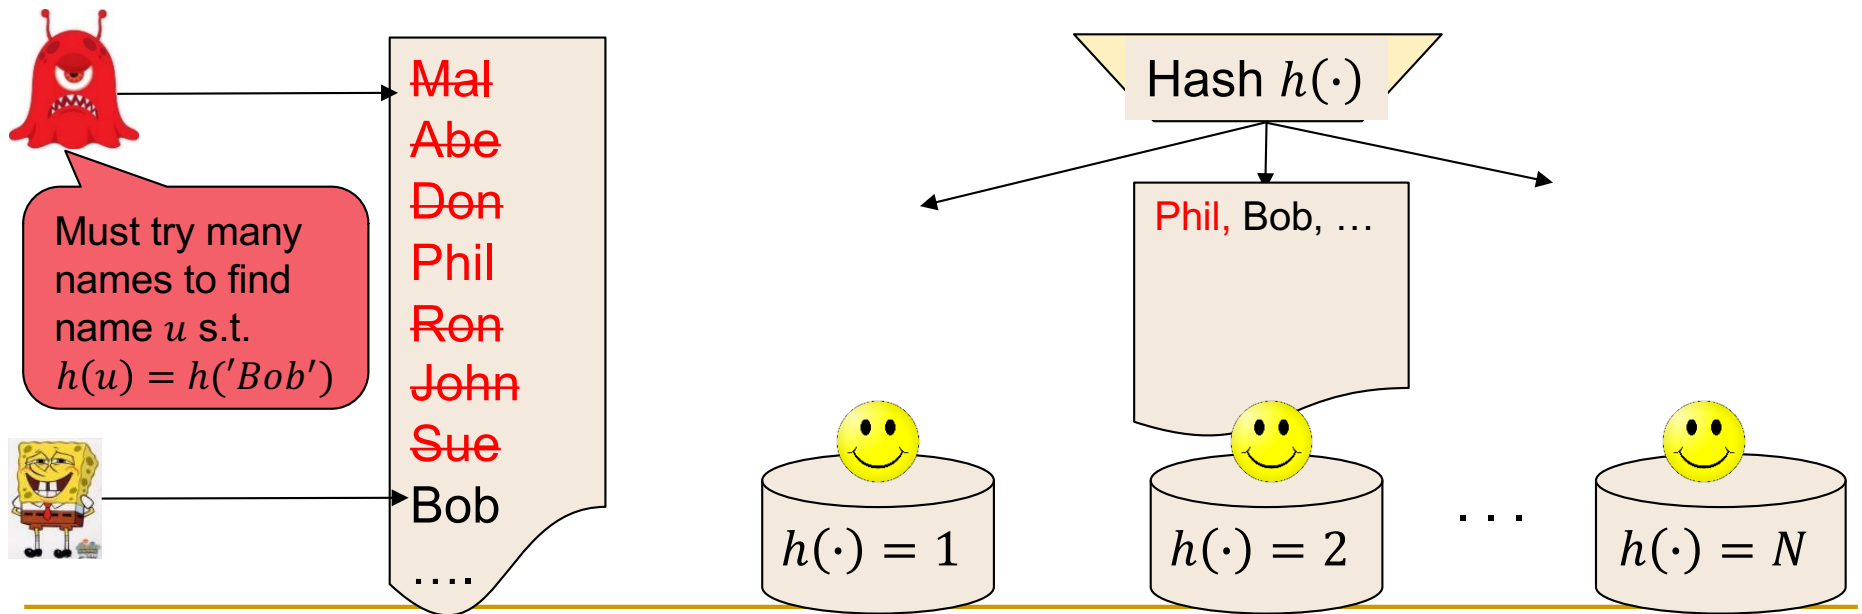 Must try many
names to find
name u s.t.
h(u) = h('Bob')
Mal
Abe
Don
Phil
Ron
John
Sue
Bob
....
Hash h(·)
Phil, Bob, …
h(·) = 1
h(·) = 2
. . .
h(·) = N